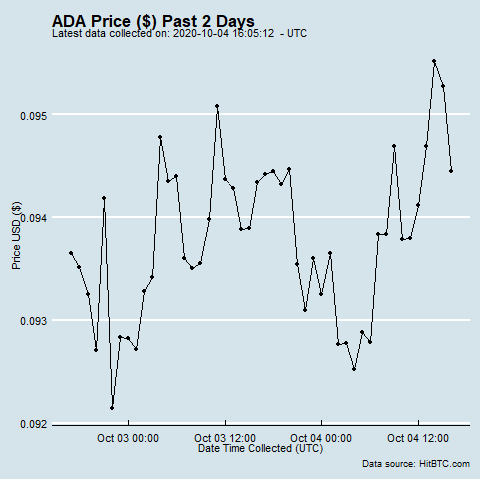 ADA Price ($) Past 2 Days
Latest data collected on: 2020-10-04 16:05:12  - UTC
0.095
0.094
0.093
0.092
Price USD ($)
Oct 03 00:00 Oct 03 12:00 Oct 04 00:00 Oct 04 12:00
Date Time Collected (UTC)
Data source: HitBTC.com